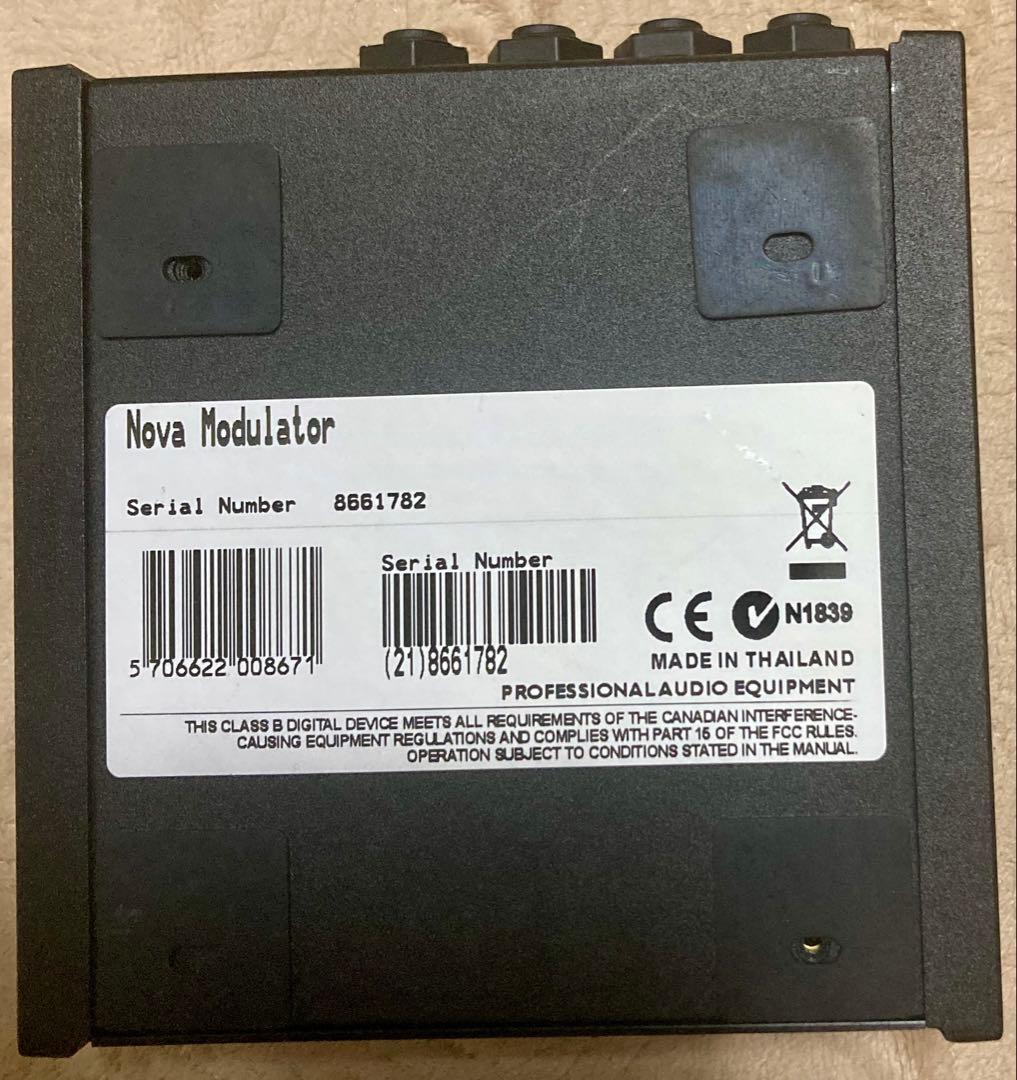 Nova Modulator
Serial Number 8661782
Serial Number
5 706622 008671
(21)8661782
CE N1839
MADE IN THAILAND
PROFESSIONAL AUDIO EQUIPMENT
THIS CLASS B DIGITAL DEVICE MEETS ALL REQUIREMENTS OF THE CANADIAN INTERFERENCE-
CAUSING EQUIPMENT REGULATIONS AND COMPLIES WITH PART 15 OF THE FCC RULES.
OPERATION SUBJECT TO CONDITIONS STATED IN THE MANUAL.